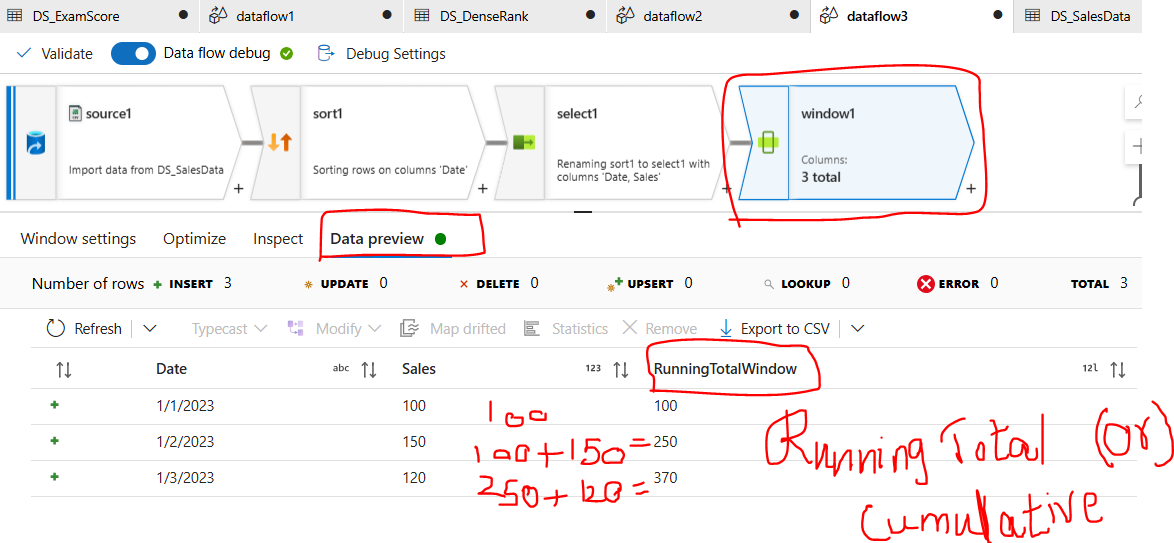 DS_ExamScore dataflow1 DS_DenseRank dataflow2 dataflow3 DS_SalesData
Validate Data flow debug Debug Settings
source1 sort1 select1 window1
Import data from DS_SalesData
Sorting rows on columns 'Date'
Renaming sort1 to select1 with
columns 'Date, Sales'
Columns:
3 total
Window settings Optimize Inspect Data preview
Number of rows + INSERT 3 UPDATE 0 DELETE 0 UPSERT 0 LOOKUP 0 ERROR 0 TOTAL 3
Refresh Typecast Modify Map drifted Statistics Remove Export to CSV
Date abc Sales 123 RunningTotalWindow 12l
+ 1/1/2023 100 100 100
+ 1/2/2023 150 100+150= 250
+ 1/3/2023 120 250+120= 370
Running Total (or)
Cumulative